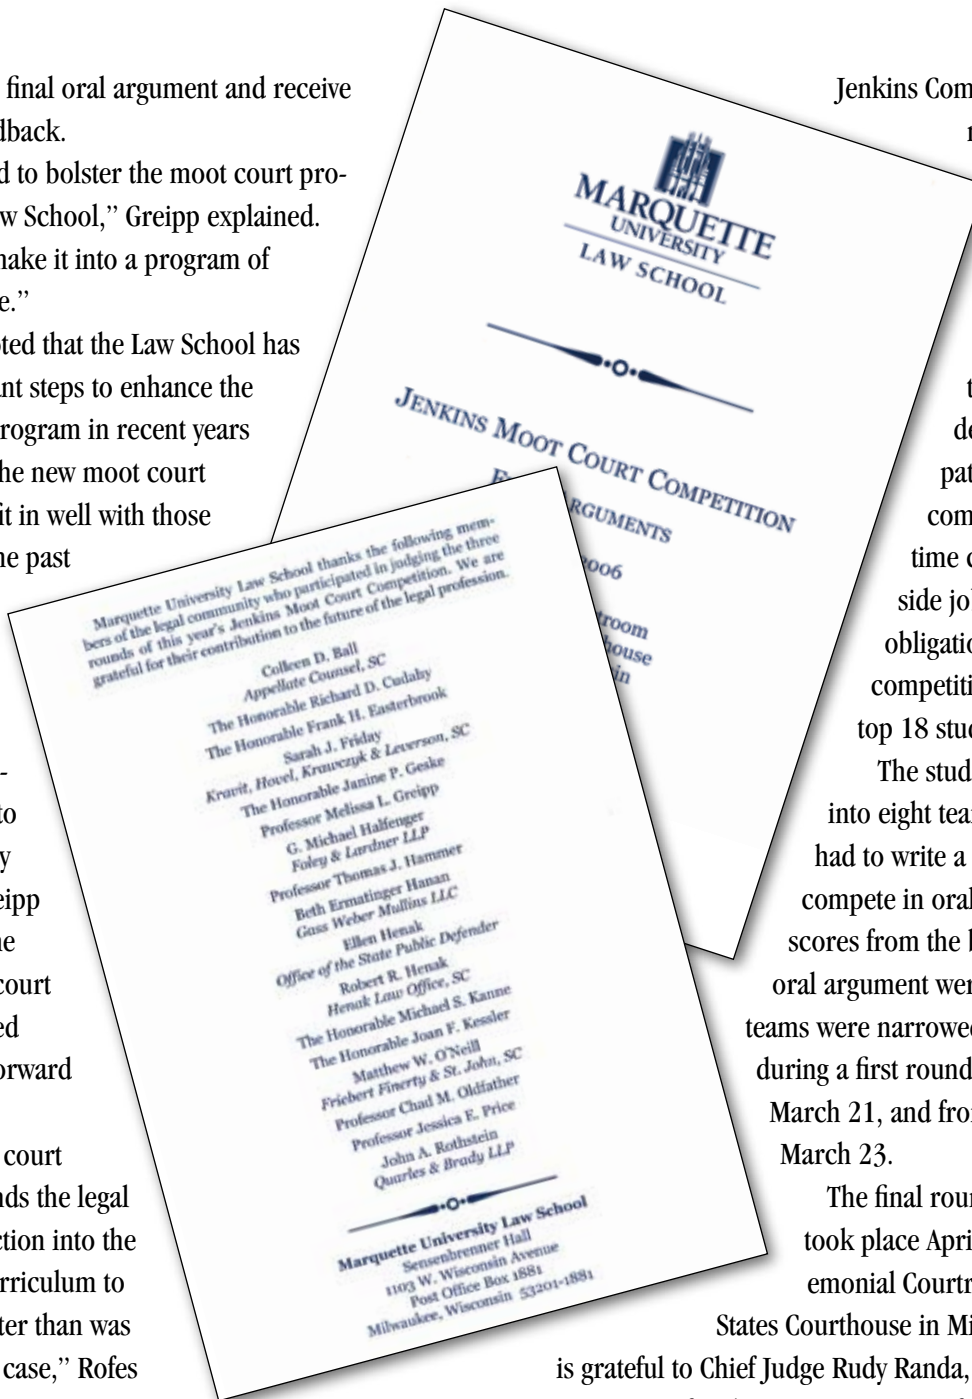 final oral argument and receive
dback.
d to bolster the moot court pro-
w School,” Greipp explained.
make it into a program of
e.”
ted that the Law School has
ant steps to enhance the
rogram in recent years
he new moot court
it in well with those
ne past
-
to
y
eipp
ne
court
ed
orward
court
nds the legal
ction into the
urriculum to
ter than was
case,” Rofes
MARQUETTE
UNIVERSITY
LAW SCHOOL
JENKINS MOOT COURT COMPETITION
RGUMENTS
2006
troom
house
in
Marquette University Law School thanks the following mem-
bers of the legal community who participated in judging the three
rounds of this year's Jenkins Moot Court Competition. We are
grateful for their contribution to the future of the legal profession.
Colleen D. Ball
Appellate Counsel, SC
The Honorable Richard D. Cudahy
The Honorable Frank H. Easterbrook
Sarah J. Friday
Kravit, Hovel, Krawczyk & Leverson, SC
The Honorable Janine P. Geske
Professor Melissa L. Greipp
G. Michael Halfenger
Foley & Lardner LLP
Professor Thomas J. Hammer
Beth Ermatinger Hanan
Gass Weber Mullins LLC
Ellen Henak
Office of the State Public Defender
Robert R. Henak
Henak Law Office, SC
The Honorable Michael S. Kanne
The Honorable Joan F. Kessler
Matthew W. O'Neill
Friebert Finerty & St. John, SC
Professor Chad M. Oldfather
Professor Jessica E. Price
John A. Rothstein
Quarles & Brady LLP
Marquette University Law School
Sensenbrenner Hall
1103 W. Wisconsin Avenue
Post Office Box 1881
Milwaukee, Wisconsin 53201-1881
Jenkins Com
t
de
pat
com
time c
side jo
obligatio
competiti
top 18 stud
The stud
into eight tea
had to write a
compete in oral
scores from the b
oral argument wer
teams were narrowed
during a first round
March 21, and fro
March 23.
The final rou
took place April
emonial Courtr
States Courthouse in Mi
is grateful to Chief Judge Rudy Randa,